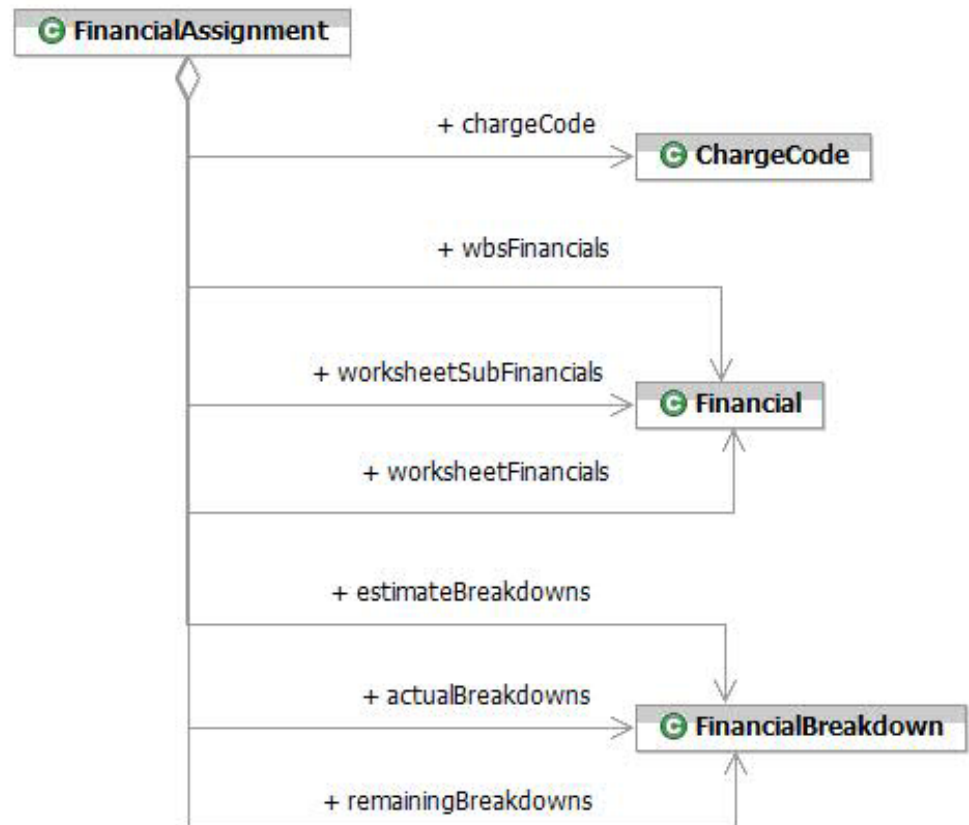 FinancialAssignment
+ chargeCode
ChargeCode
+ wbsFinancials
+ worksheetSubFinancials
Financial
+ worksheetFinancials
+ estimateBreakdowns
+ actualBreakdowns
FinancialBreakdown
+ remainingBreakdowns